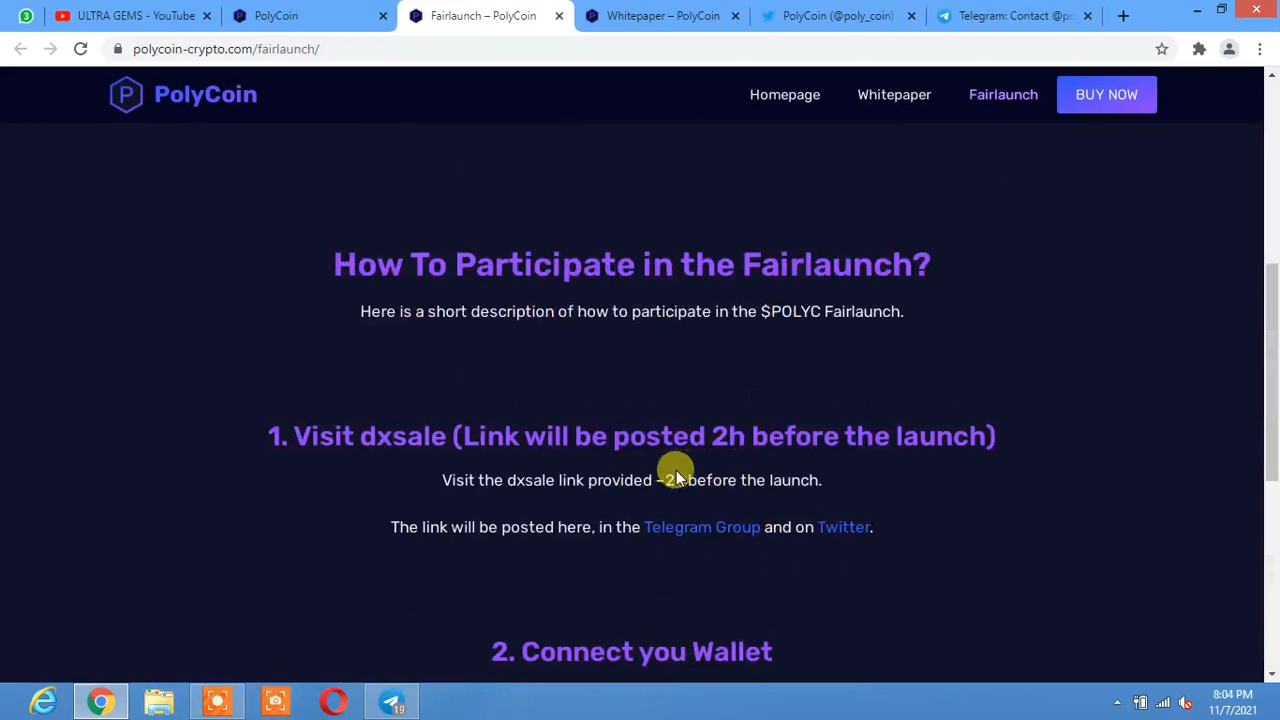 ULTRA GEMS - YouTube
PolyCoin
Fairlaunch – PolyCoin
Whitepaper – PolyCoin
PolyCoin (@poly_coin)
Telegram: Contact @po
polycoin-crypto.com/fairlaunch/
PolyCoin
Homepage
Whitepaper
Fairlaunch
BUY NOW
How To Participate in the Fairlaunch?
Here is a short description of how to participate in the $POLYC Fairlaunch.
1. Visit dxsale (Link will be posted 2h before the launch)
Visit the dxsale link provided before the launch.
The link will be posted here, in the Telegram Group and on Twitter.
2. Connect you Wallet
19
8:04 PM
11/7/2021